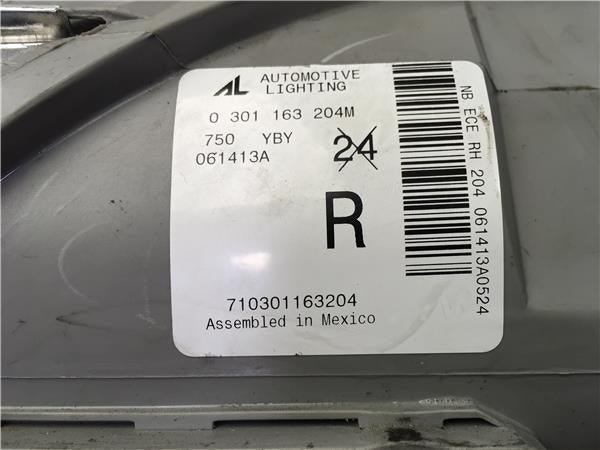 AL AUTOMOTIVE
LIGHTING
0 301 163 204M
750 YBY
061413A
24
R
710301163204
Assembled in Mexico
NB ECE RH 204 061413A0524